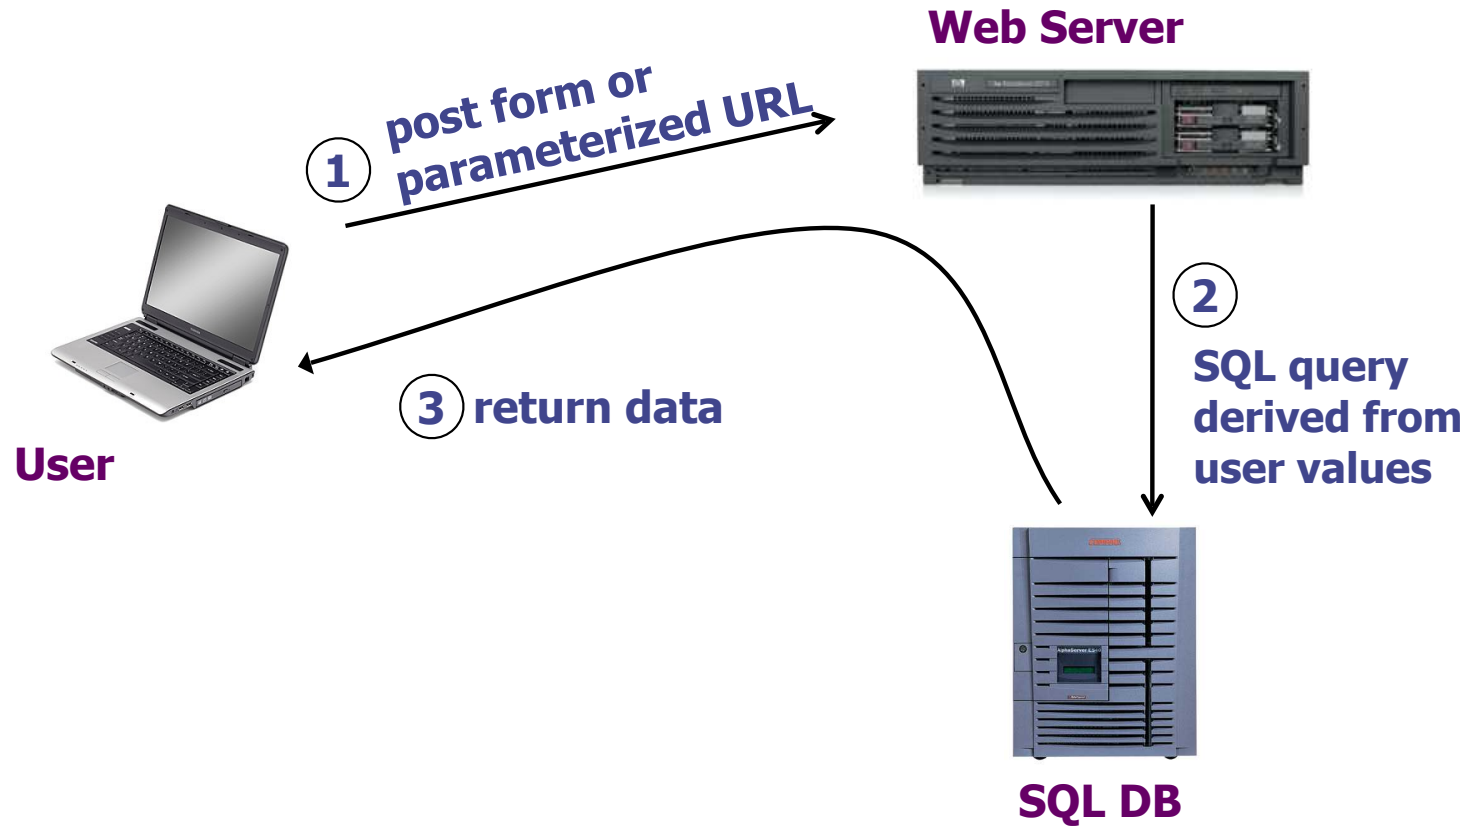 Web Server
post form or
parameterized URL
1
2
SQL query
derived from
user values
3 return data
User
SQL DB